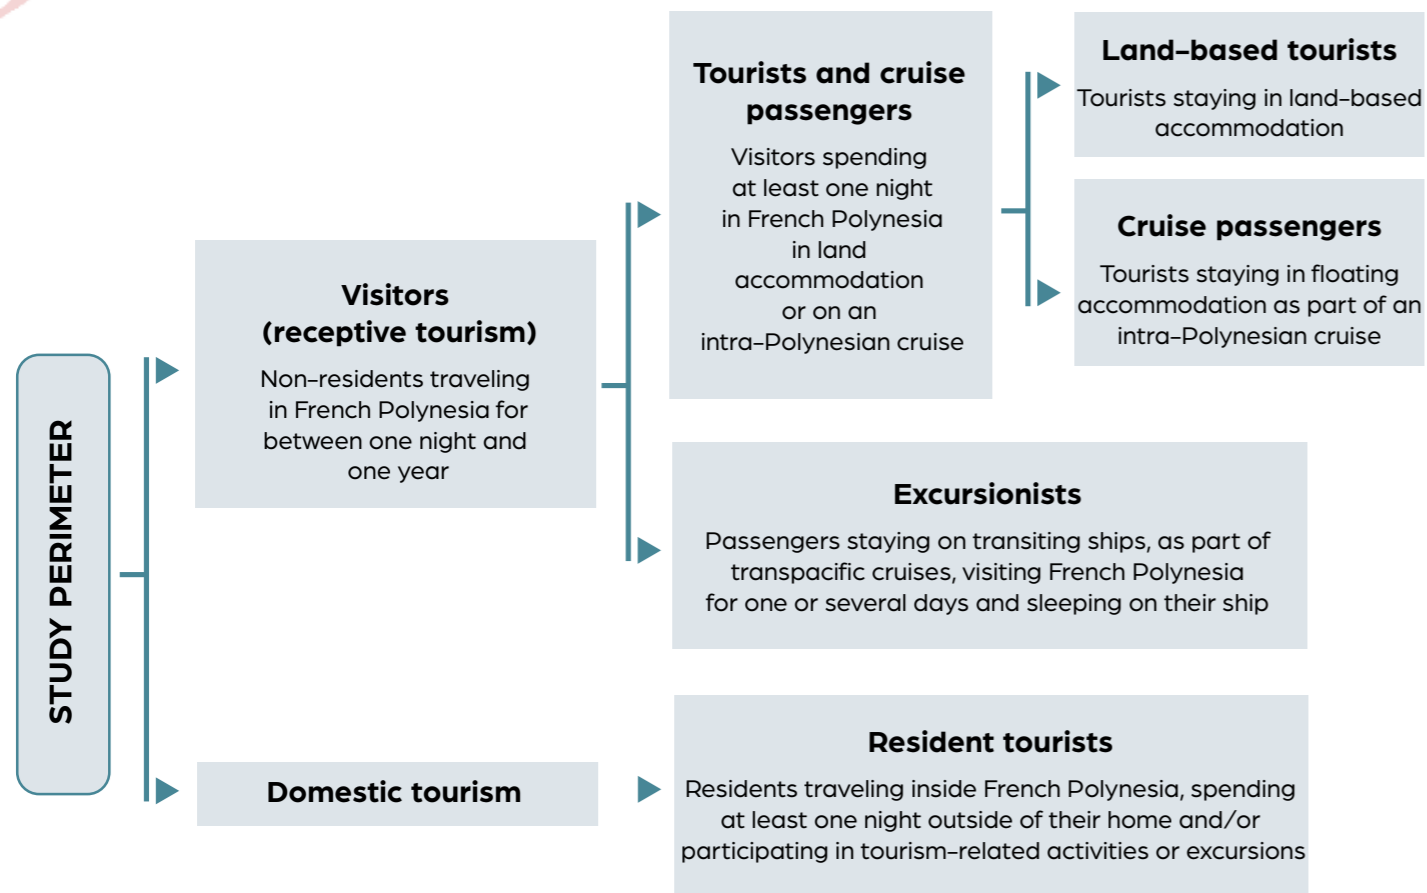 STUDY PERIMETER
Visitors
(receptive tourism)
Non-residents traveling
in French Polynesia for
between one night and
one year
Tourists and cruise
passengers
Visitors spending
at least one night
in French Polynesia
in land
accommodation
or on an
intra-Polynesian cruise
Land-based tourists
Tourists staying in land-based
accommodation
Cruise passengers
Tourists staying in floating
accommodation as part of an
intra-Polynesian cruise
Excursionists
Passengers staying on transiting ships, as part of
transpacific cruises, visiting French Polynesia
for one or several days and sleeping on their ship
Domestic tourism
Resident tourists
Residents traveling inside French Polynesia, spending
at least one night outside of their home and/or
participating in tourism-related activities or excursions